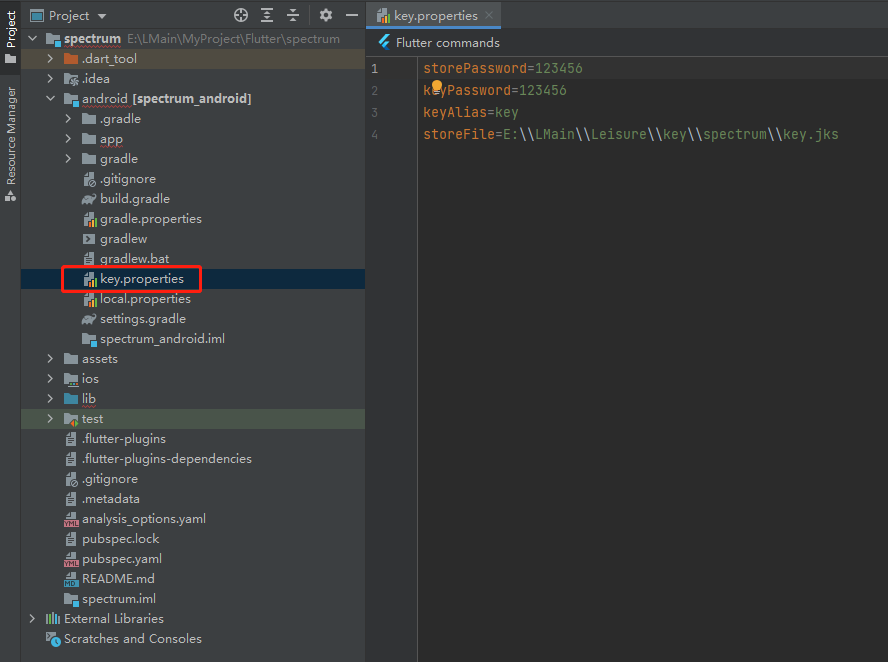 Project
Resource Manager
Project
spectrum E:\LMain\MyProject\Flutter\spectrum
.dart_tool
.idea
android [spectrum_android]
.gradle
app
gradle
.gitignore
build.gradle
gradle.properties
gradlew
gradlew.bat
key.properties
local.properties
settings.gradle
spectrum_android.iml
assets
ios
lib
test
.flutter-plugins
.flutter-plugins-dependencies
.gitignore
.metadata
analysis_options.yaml
pubspec.lock
pubspec.yaml
README.md
spectrum.iml
External Libraries
Scratches and Consoles
key.properties
Flutter commands
1 storePassword=123456
2 keyPassword=123456
3 keyAlias=key
4 storeFile=E:\\LMain\\Leisure\\key\\spectrum\\key.jks